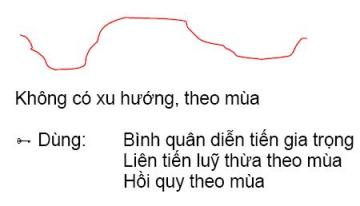 Không có xu hướng, theo mùa
Dùng: Bình quân diễn tiến gia trọng
Liên tiến luỹ thừa theo mùa
Hồi quy theo mùa